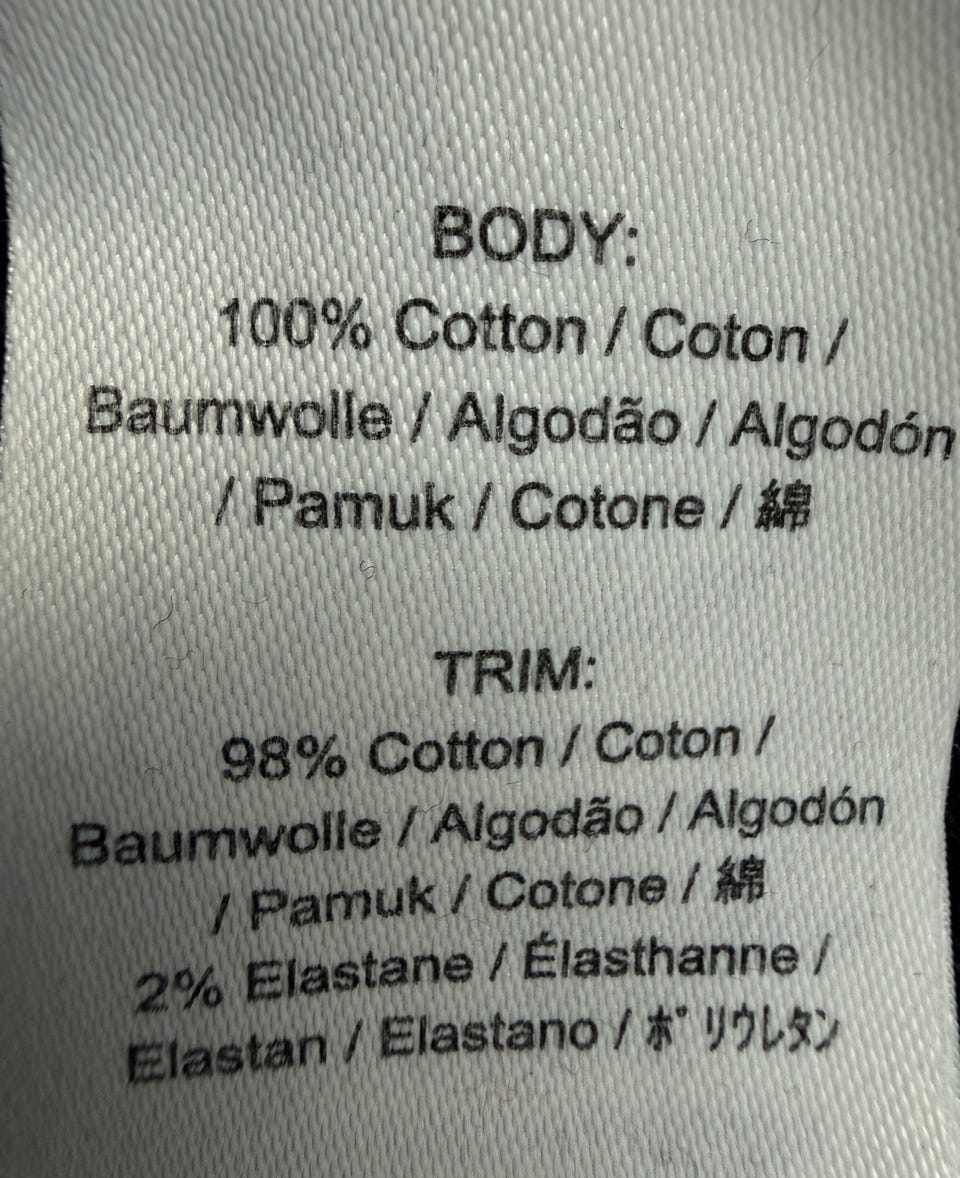 BODY:
100% Cotton / Coton /
Baumwolle / Algodão / Algodón
/ Pamuk / Cotone / 綿
TRIM:
98% Cotton / Coton /
Baumwolle / Algodão / Algodón
/ Pamuk / Cotone / 綿
2% Elastane / Élasthanne /
Elastan / Elastano / ポリウレタン